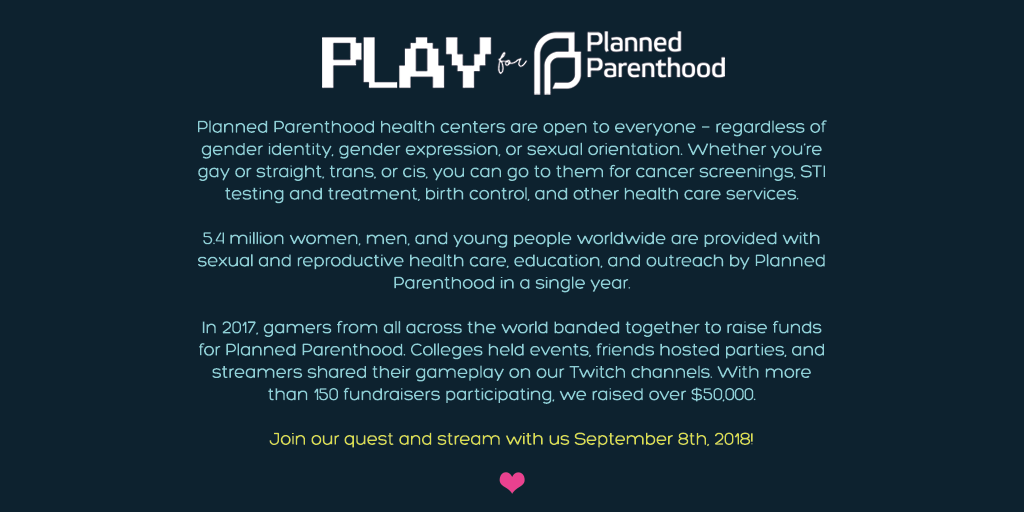 PLAY for Planned Parenthood
Planned Parenthood health centers are open to everyone – regardless of
gender identity, gender expression, or sexual orientation. Whether you're
gay or straight, trans, or cis, you can go to them for cancer screenings, STI
testing and treatment, birth control, and other health care services.
5.4 million women, men, and young people worldwide are provided with
sexual and reproductive health care, education, and outreach by Planned
Parenthood in a single year.
In 2017, gamers from all across the world banded together to raise funds
for Planned Parenthood. Colleges held events, friends hosted parties, and
streamers shared their gameplay on our Twitch channels. With more
than 150 fundraisers participating, we raised over $50,000.
Join our quest and stream with us September 8th, 2018!